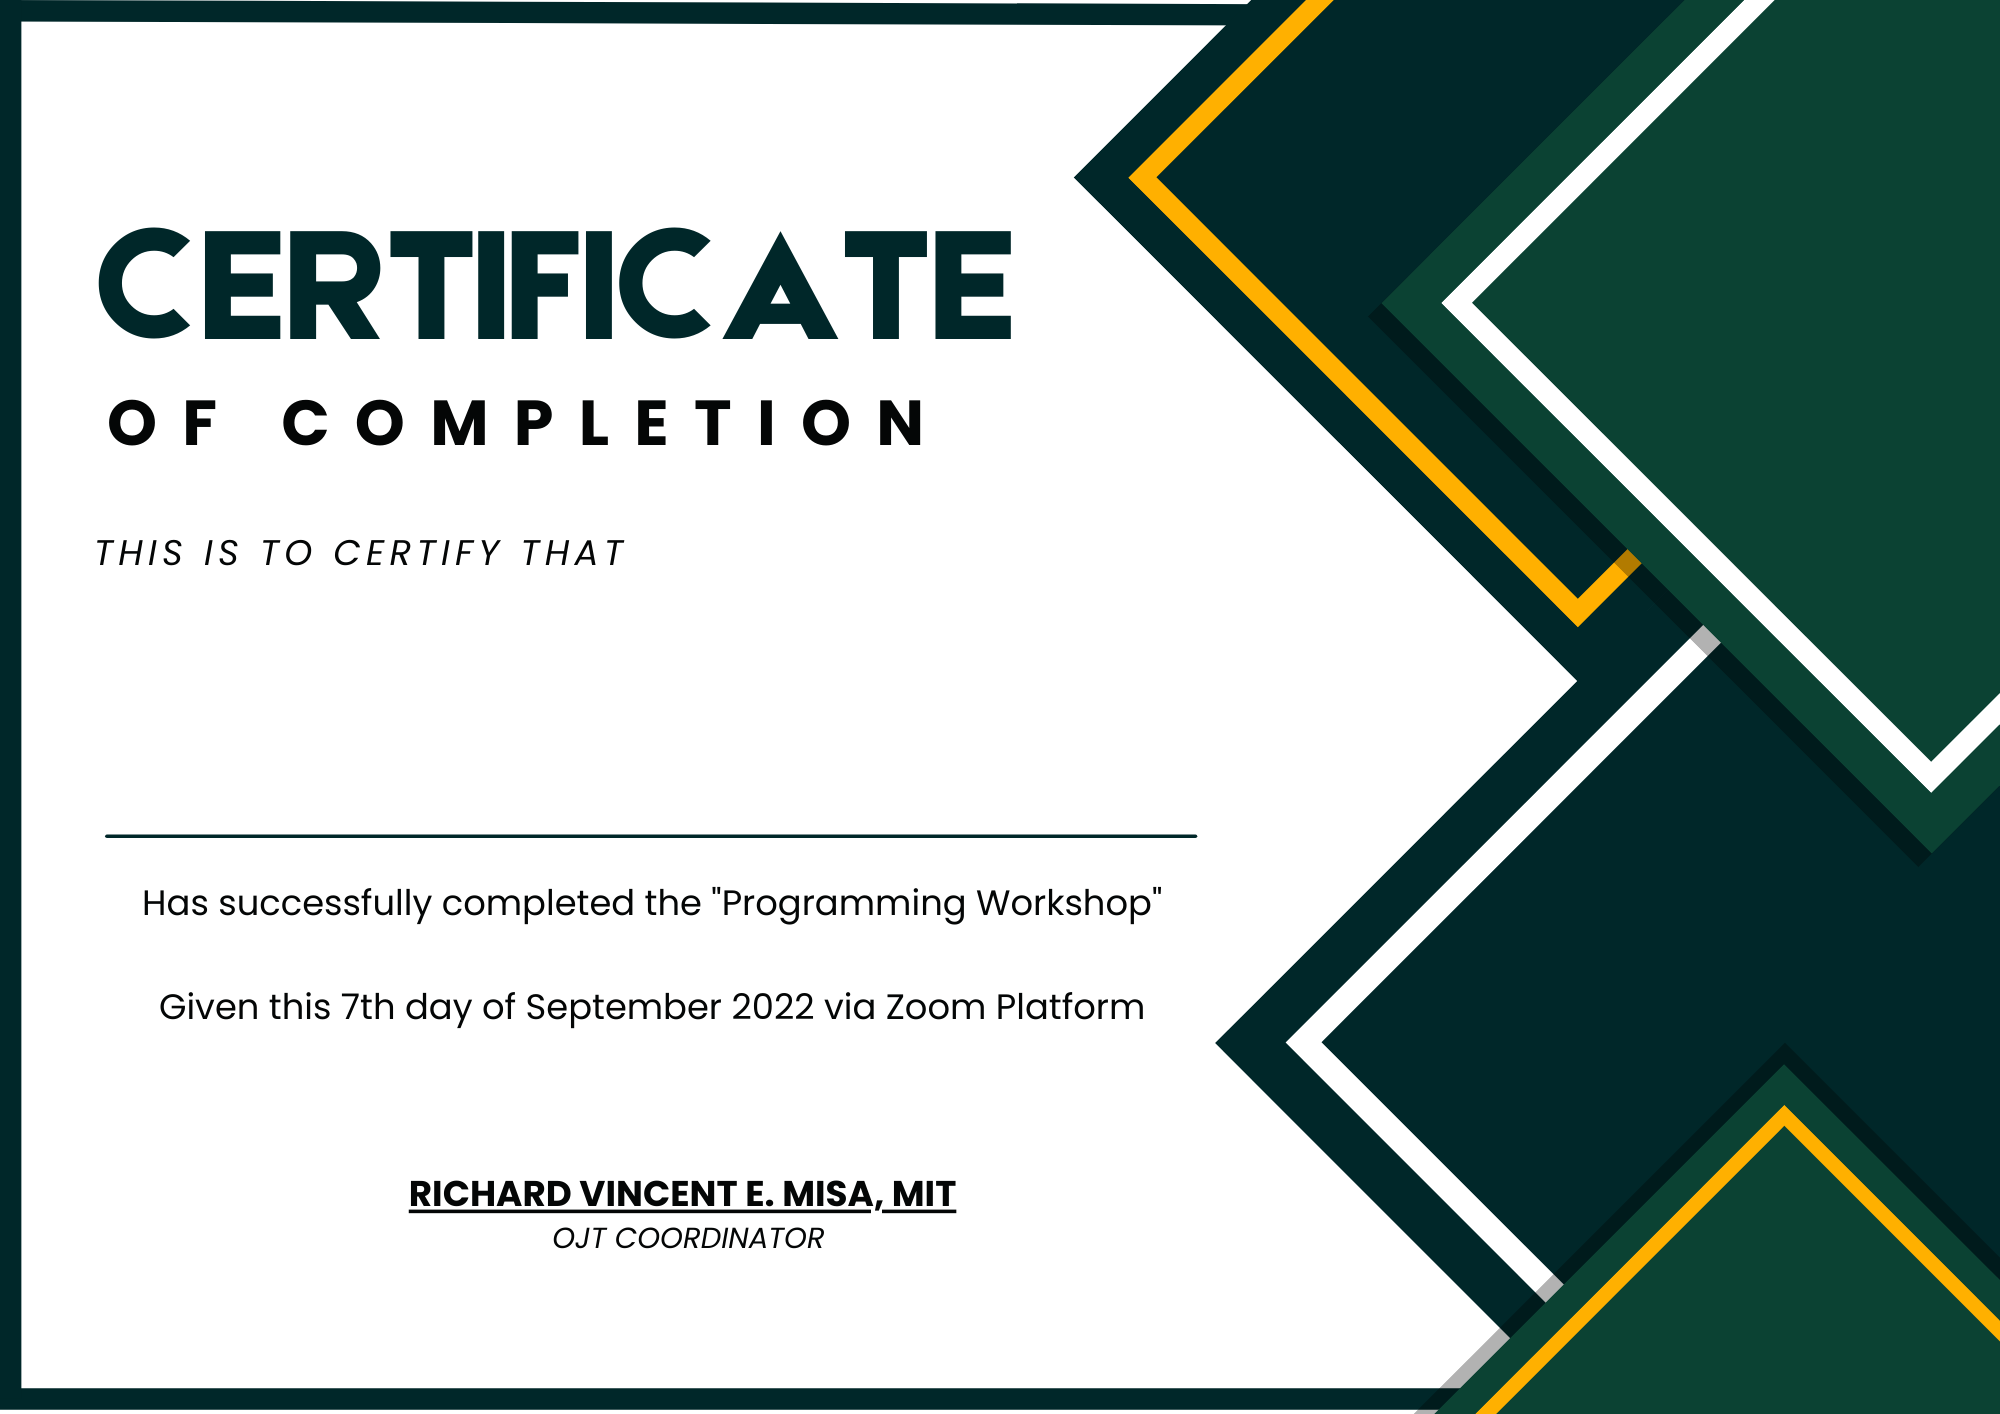 CERTIFICATE
OF COMPLETION
THIS IS TO CERTIFY THAT
Has successfully completed the "Programming Workshop"
Given this 7th day of September 2022 via Zoom Platform
RICHARD VINCENT E. MISA, MIT
OJT COORDINATOR